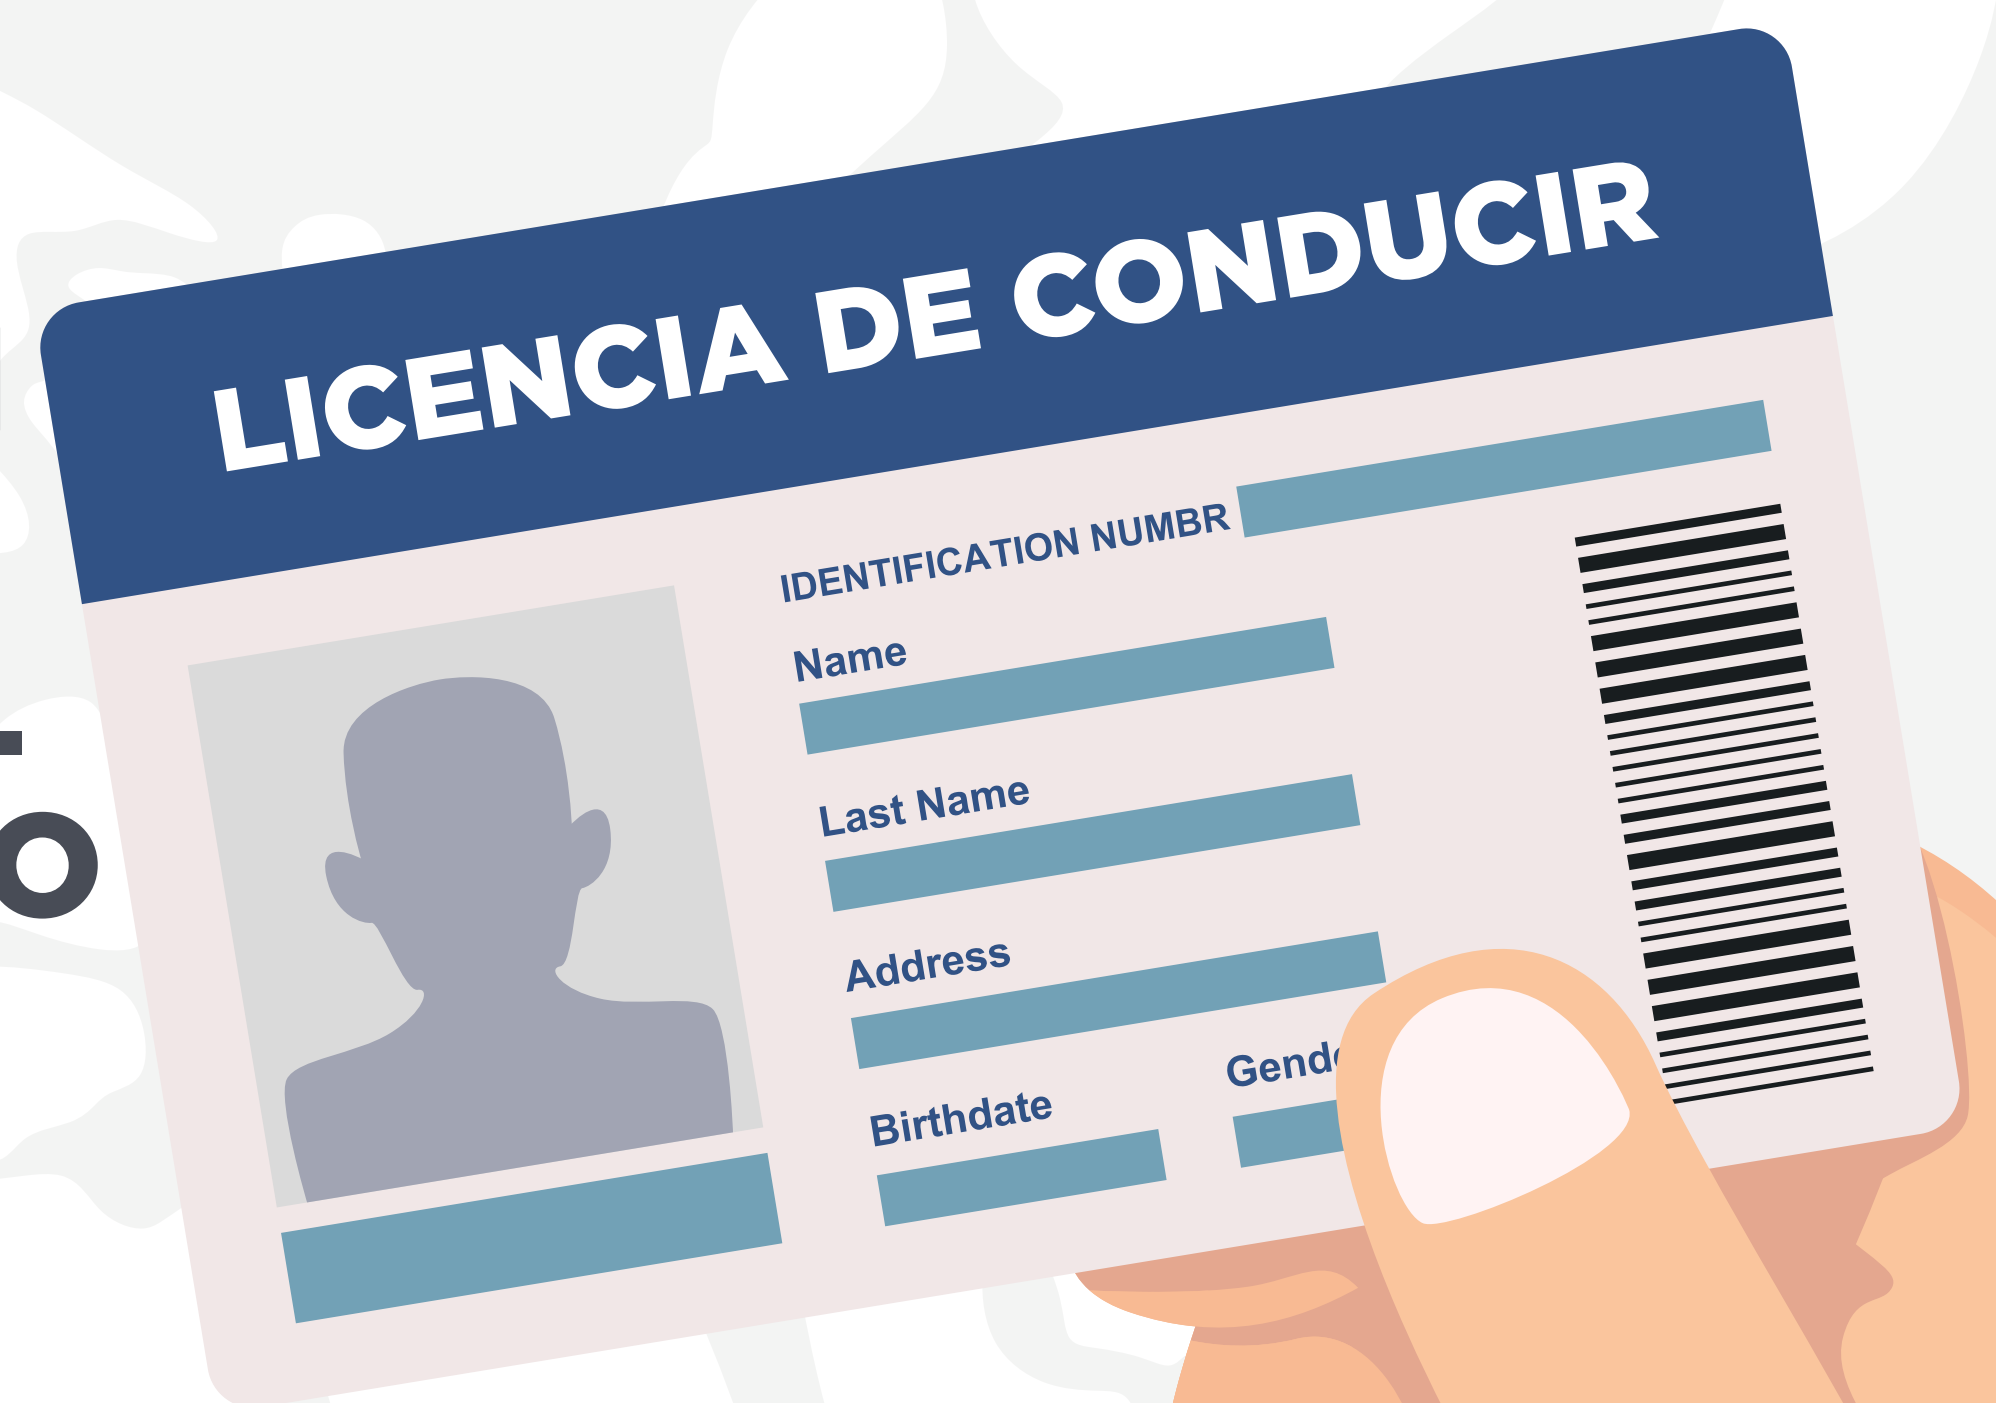 LICENCIA DE CONDUCIR
IDENTIFICATION NUMBR
Name
Last Name
Address
Birthdate